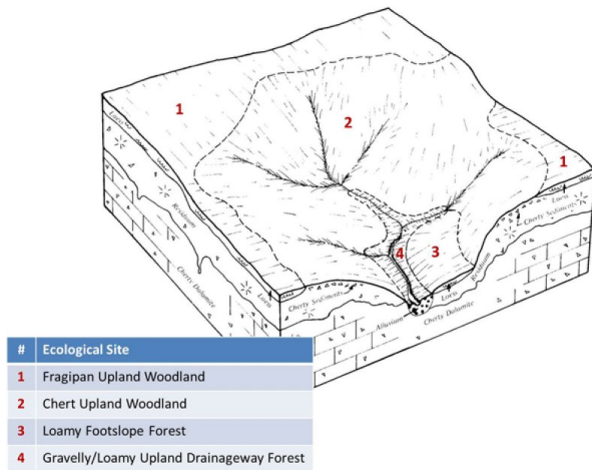 1
2
1
Loess
Residuum
Cherty Dolomite
Loess
Cherty Sediments
4
3
Loess
Cherty Sediments
Residuum
Loess
Alluvium
Cherty Dolomite
# Ecological Site
1 Fragipan Upland Woodland
2 Chert Upland Woodland
3 Loamy Footslope Forest
4 Gravelly/Loamy Upland Drainageway Forest